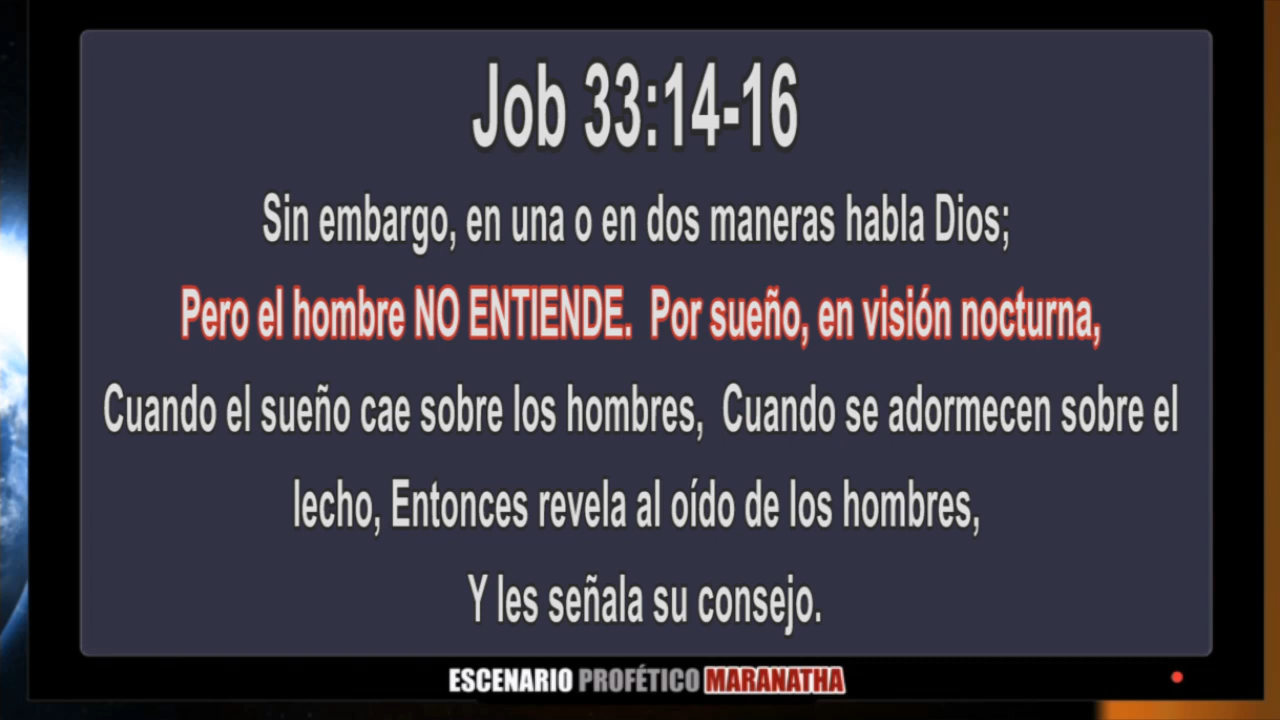 Job 33:14-16
Sin embargo, en una o en dos maneras habla Dios;
Pero el hombre NO ENTIENDE.  Por sueño, en visión nocturna,
Cuando el sueño cae sobre los hombres,  Cuando se adormecen sobre el
lecho, Entonces revela al oído de los hombres,
Y les señala su consejo.
ESCENARIO PROFÉTICO MARANATHA